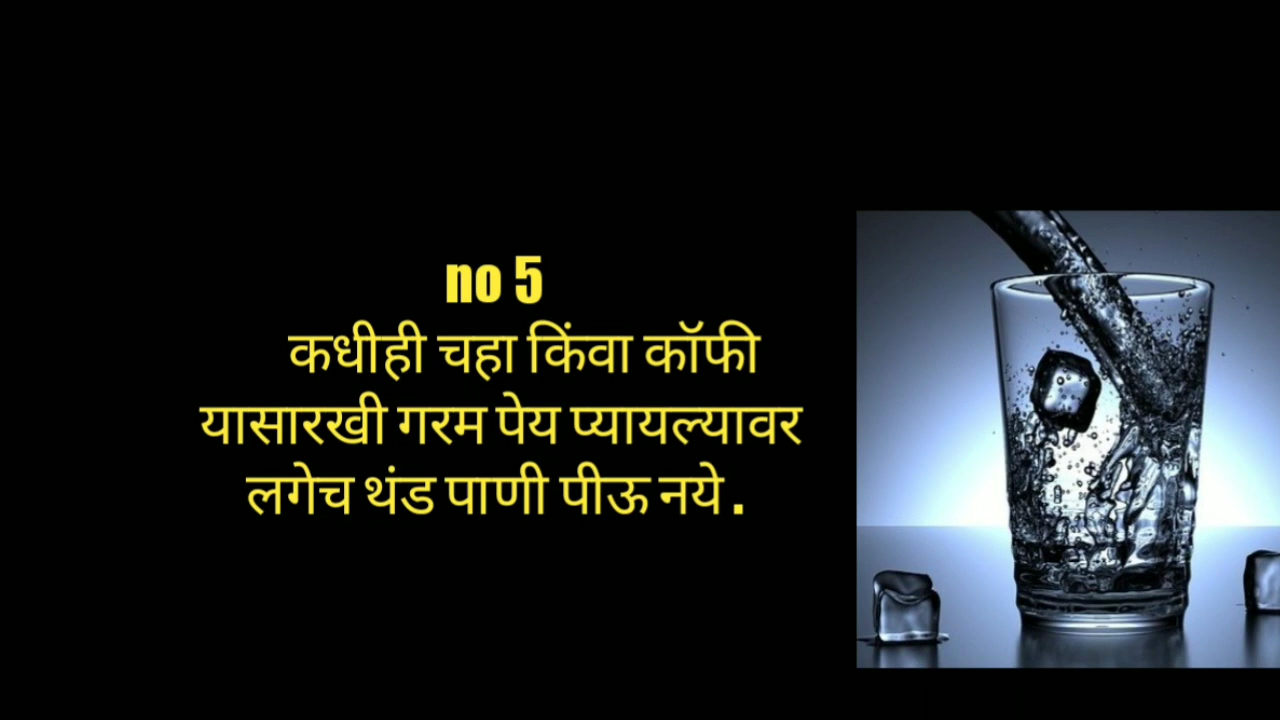 no 5
कधीही चहा किंवा कॉफी
यासारखी गरम पेय प्यायल्यावर
लगेच थंड पाणी पीऊ नये .